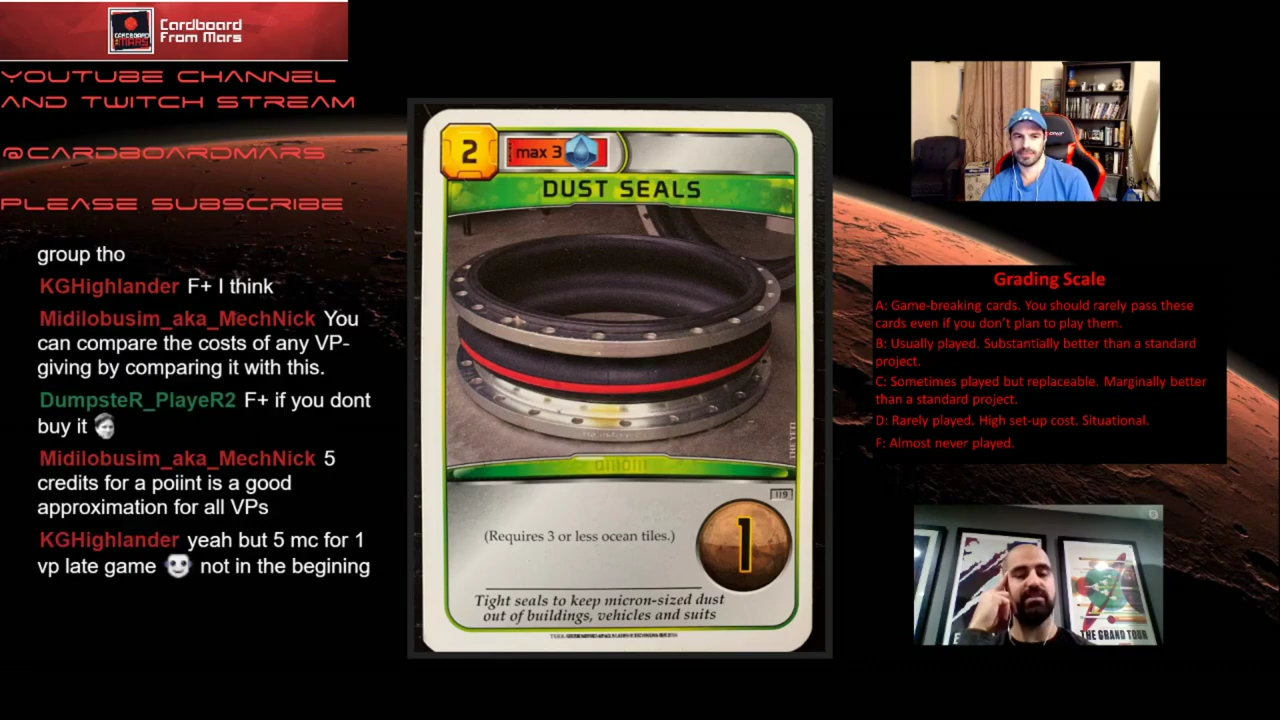 Cardboard
From Mars
YOUTUBE CHANNEL
AND TWITCH STREAM
@CARDBOARDMARS
PLEASE SUBSCRIBE
group tho
KGHighlander F+ I think
Midilobusim_aka_MechNick You
can compare the costs of any VP-
giving by comparing it with this.
DumpsteR_PlayeR2 F+ if you dont
buy it
Midilobusim_aka_MechNick 5
credits for a poiint is a good
approximation for all VPs
KGHighlander yeah but 5 mc for 1
vp late game not in the begining
2
max 3
DUST SEALS
THE YETI
119
(Requires 3 or less ocean tiles.)
1
Tight seals to keep micron-sized dust
out of buildings, vehicles and suits
Grading Scale
A: Game-breaking cards. You should rarely pass these
cards even if you don't plan to play them.
B: Usually played. Substantially better than a standard
project.
C: Sometimes played but replaceable. Marginally better
than a standard project.
D: Rarely played. High set-up cost. Situational.
F: Almost never played.
THE GRAND TOUR